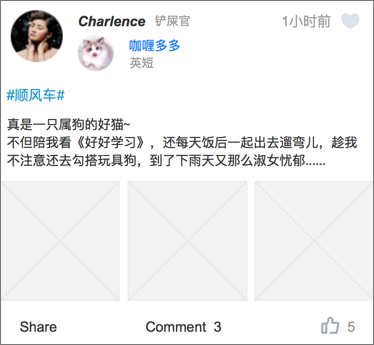 Charlence 铲屎官 1小时前
咖喱多多
英短
#顺风车#
真是一只属狗的好猫~
不但陪我看《好好学习》，还每天饭后一起出去遛弯儿，趁我
不注意还去勾搭玩具狗，到了下雨天又那么淑女忧郁......
Share Comment 3 5